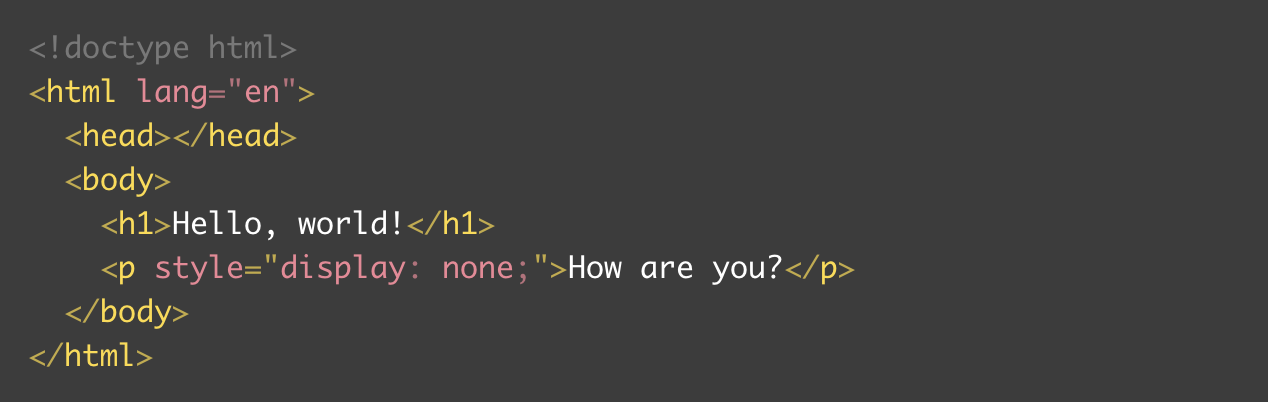 <!doctype html>
<html lang="en">
  <head></head>
  <body>
    <h1>Hello, world!</h1>
    <p style="display: none;">How are you?</p>
  </body>
</html>